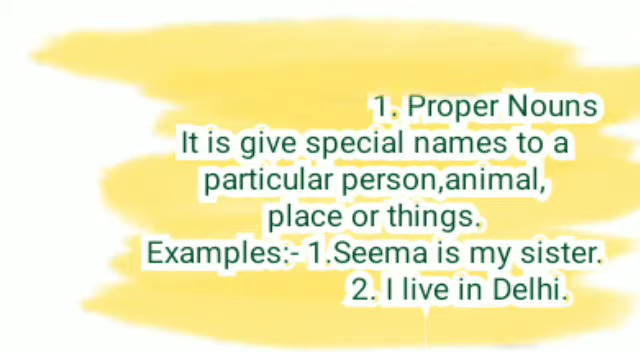 1. Proper Nouns
It is give special names to a
particular person,animal,
place or things.
Examples:- 1.Seema is my sister.
2. I live in Delhi.